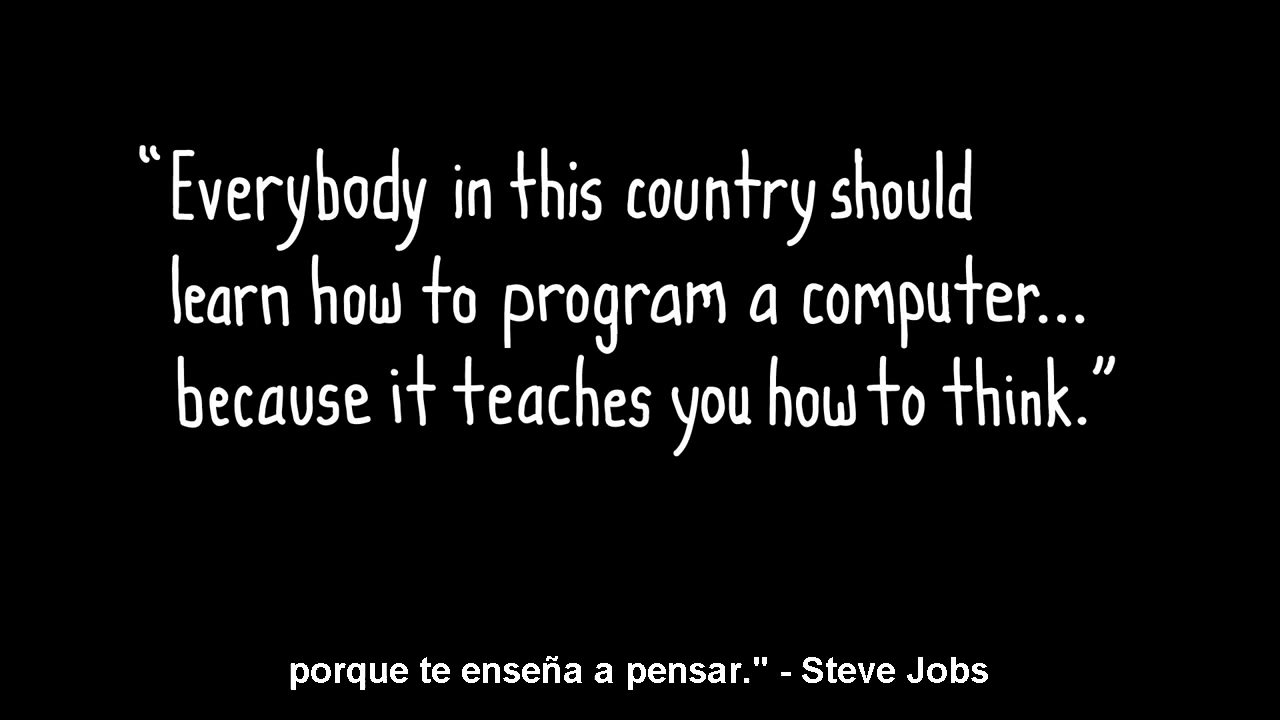 “Everybody in this country should
learn how to program a computer...
because it teaches you how to think.”
porque te enseña a pensar." - Steve Jobs